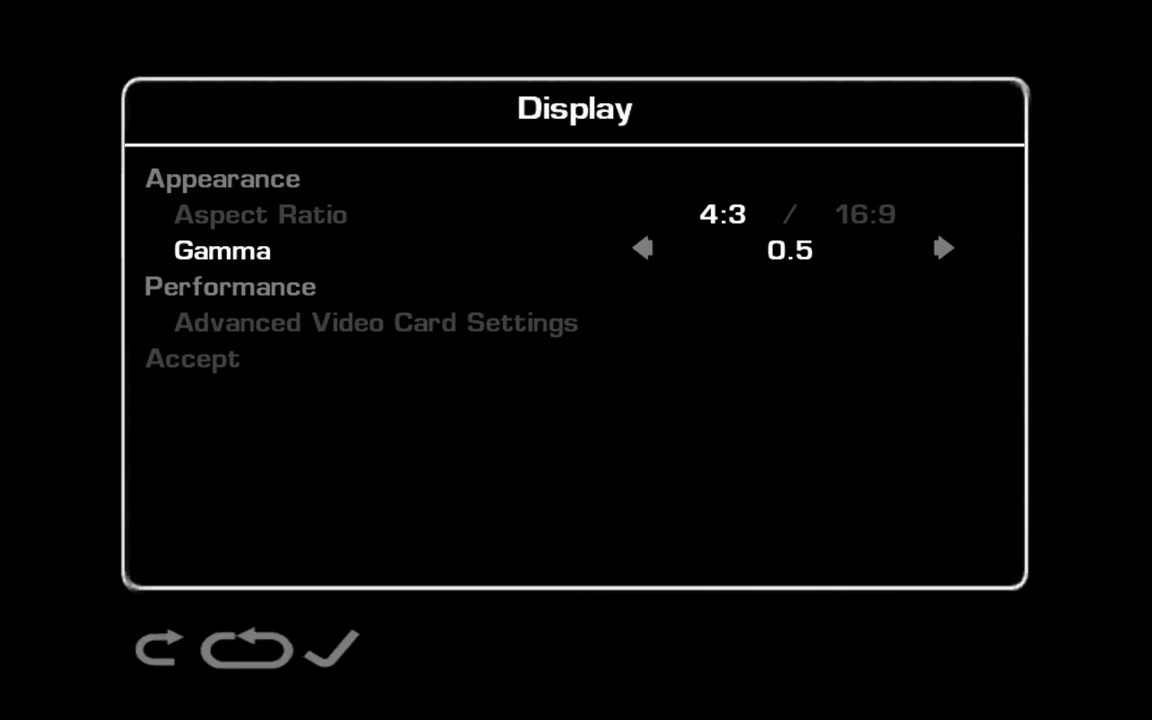 Display
Appearance
Aspect Ratio 4:3 / 16:9
Gamma 0.5
Performance
Advanced Video Card Settings
Accept